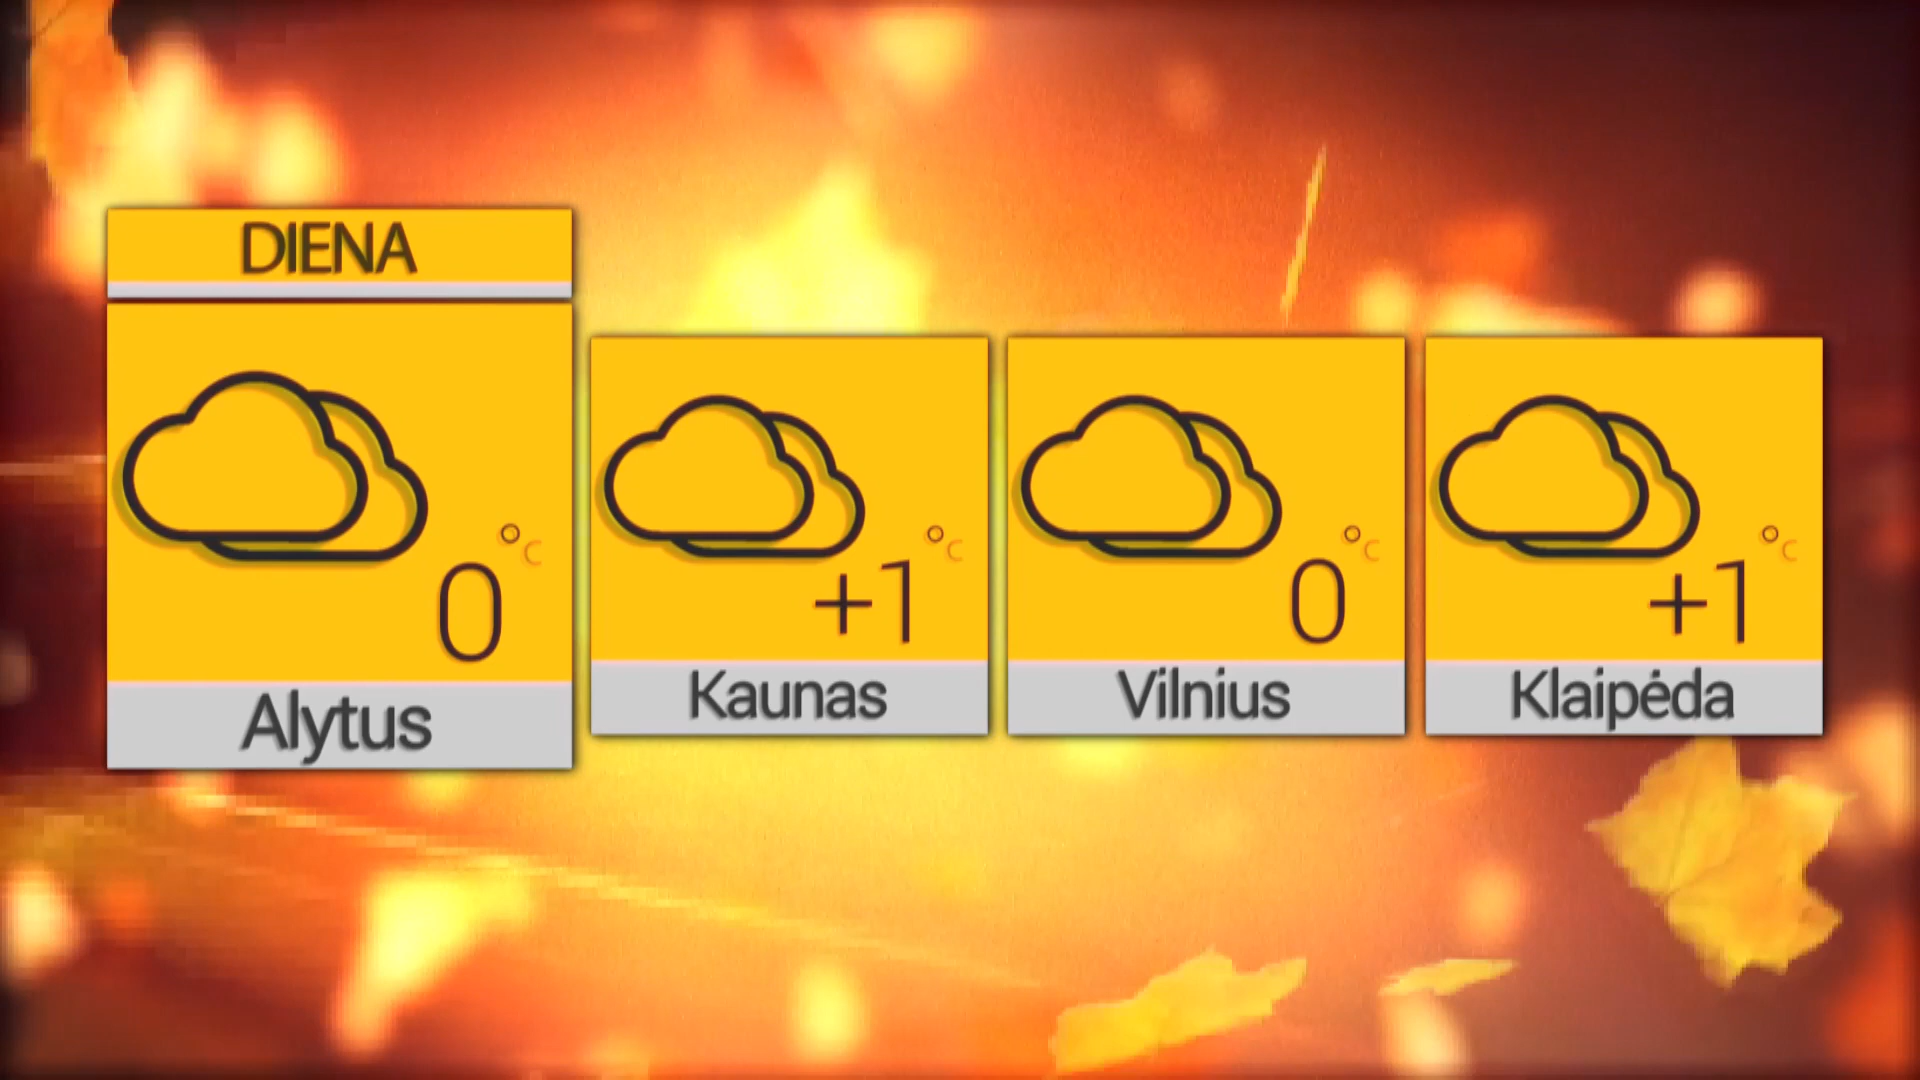 DIENA
0 °C
Alytus
+1 °C
Kaunas
0 °C
Vilnius
+1 °C
Klaipėda